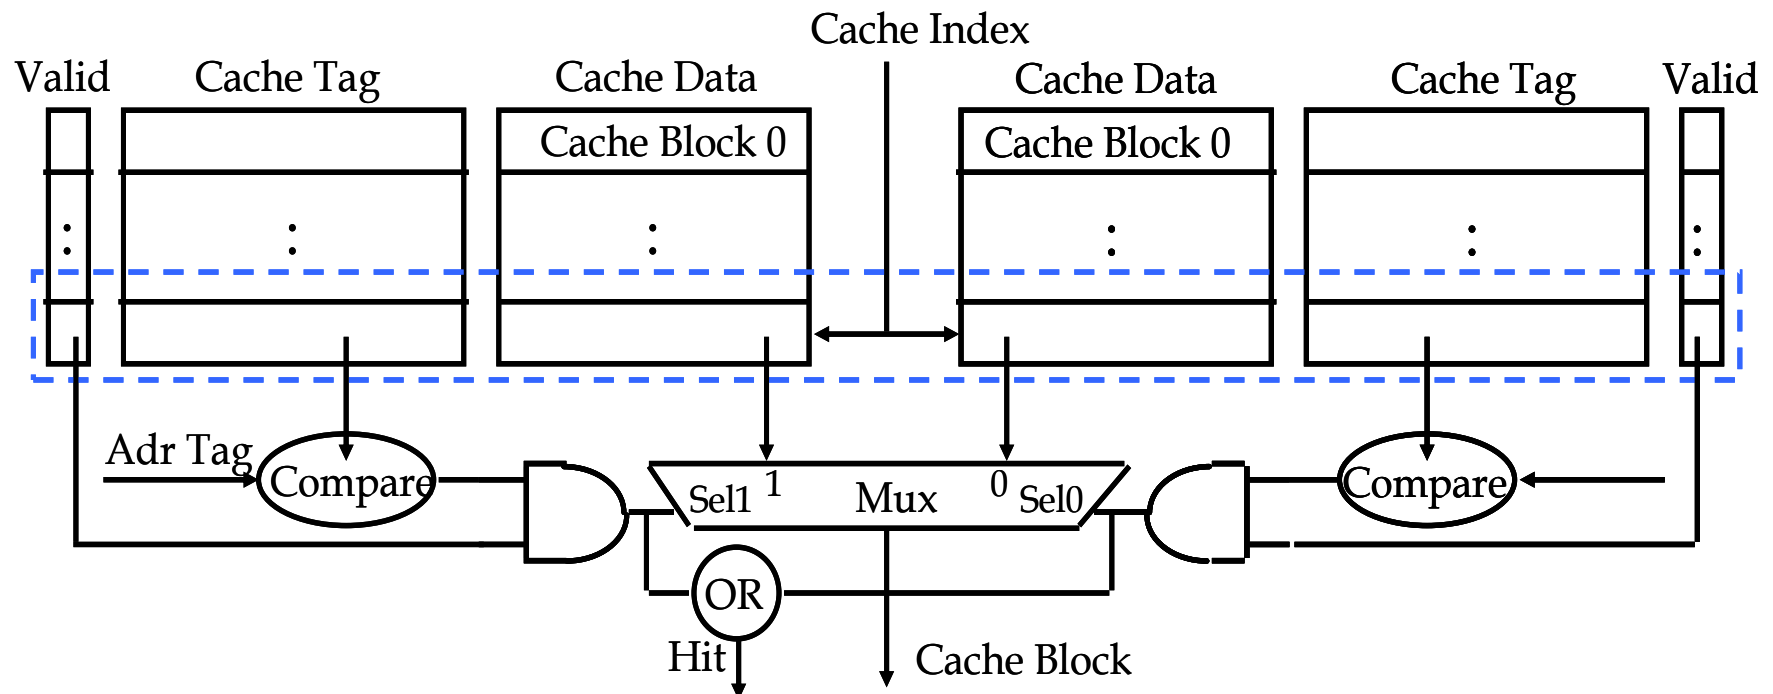 Cache Index
Valid
Cache Tag
Cache Data
Cache Data
Cache Tag
Valid
Cache Block 0
Cache Block 0
:
:
:
:
:
:
Adr Tag
Compare
Sel1
1
Mux
0
Sel0
Compare
OR
Hit
Cache Block